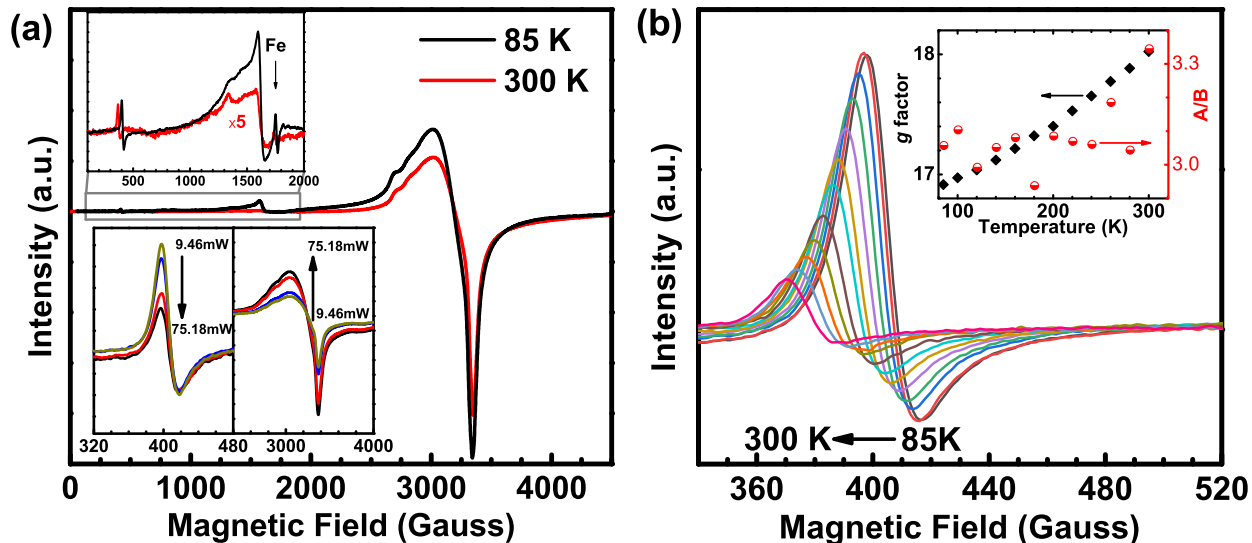 (a)
85 K
300 K
Fe
x5
500 1000 1500 2000
9.46mW
75.18mW
75.18mW
9.46mW
320 400 480 3000 4000
Intensity (a.u.)
0 1000 2000 3000 4000
Magnetic Field (Gauss)
(b)
18
17
g factor
3.3
3.0
A/B
100 200 300
Temperature (K)
300 K
85K
Intensity (a.u.)
360 400 440 480 520
Magnetic Field (Gauss)